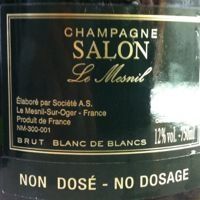 CHAMPAGNE
SALON
Le Mesnil
Élaboré par Société A.S.
Le Mesnil-Sur-Oger - France
Produit de France
NM-300-001
12% vol. - 750ml
BRUT BLANC DE BLANCS
NON DOSÉ - NO DOSAGE